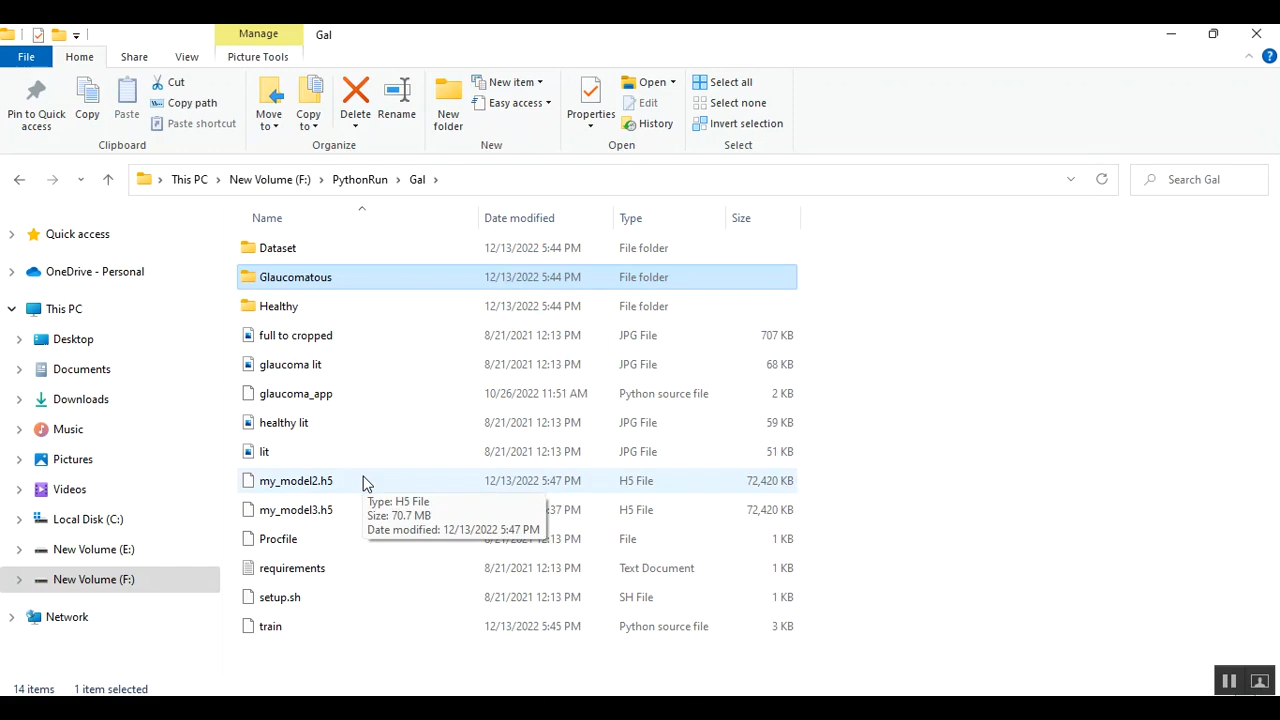 Manage
Gal
File
Home
Share
View
Picture Tools
Pin to Quick access
Copy
Paste
Cut
Copy path
Paste shortcut
Clipboard
Move to
Copy to
Delete
Rename
Organize
New folder
New item
Easy access
New
Properties
Open
Edit
History
Open
Select all
Select none
Invert selection
Select
This PC > New Volume (F:) > PythonRun > Gal >
Search Gal
Quick access
OneDrive - Personal
This PC
Desktop
Documents
Downloads
Music
Pictures
Videos
Local Disk (C:)
New Volume (E:)
New Volume (F:)
Network
Name Date modified Type Size
Dataset 12/13/2022 5:44 PM File folder
Glaucomatous 12/13/2022 5:44 PM File folder
Healthy 12/13/2022 5:44 PM File folder
full to cropped 8/21/2021 12:13 PM JPG File 707 KB
glaucoma lit 8/21/2021 12:13 PM JPG File 68 KB
glaucoma_app 10/26/2022 11:51 AM Python source file 2 KB
healthy lit 8/21/2021 12:13 PM JPG File 59 KB
lit 8/21/2021 12:13 PM JPG File 51 KB
my_model2.h5 12/13/2022 5:47 PM H5 File 72,420 KB
my_model3.h5 :37 PM H5 File 72,420 KB
Type: H5 File
Size: 70.7 MB
Date modified: 12/13/2022 5:47 PM
Procfile 8/21/2021 12:13 PM File 1 KB
requirements 8/21/2021 12:13 PM Text Document 1 KB
setup.sh 8/21/2021 12:13 PM SH File 1 KB
train 12/13/2022 5:45 PM Python source file 3 KB
14 items 1 item selected